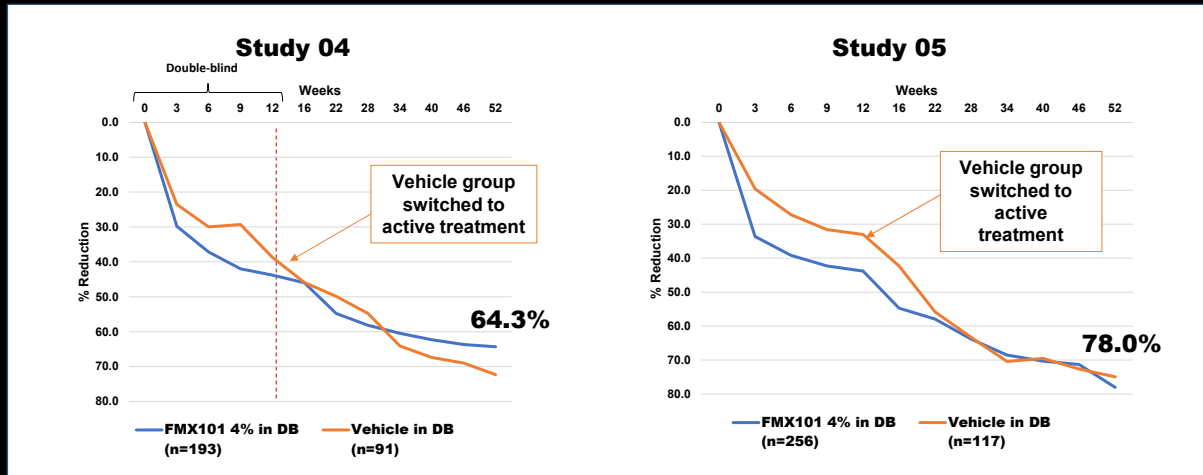 Study 04
Double-blind
Weeks
0 3 6 9 12 16 22 28 34 40 46 52
0.0
10.0
20.0
30.0
40.0
50.0
60.0
70.0
80.0
% Reduction
Vehicle group
switched to
active treatment
64.3%
FMX101 4% in DB
(n=193)
Vehicle in DB
(n=91)
Study 05
Weeks
0 3 6 9 12 16 22 28 34 40 46 52
0.0
10.0
20.0
30.0
40.0
50.0
60.0
70.0
80.0
% Reduction
Vehicle group
switched to
active
treatment
78.0%
FMX101 4% in DB
(n=256)
Vehicle in DB
(n=117)